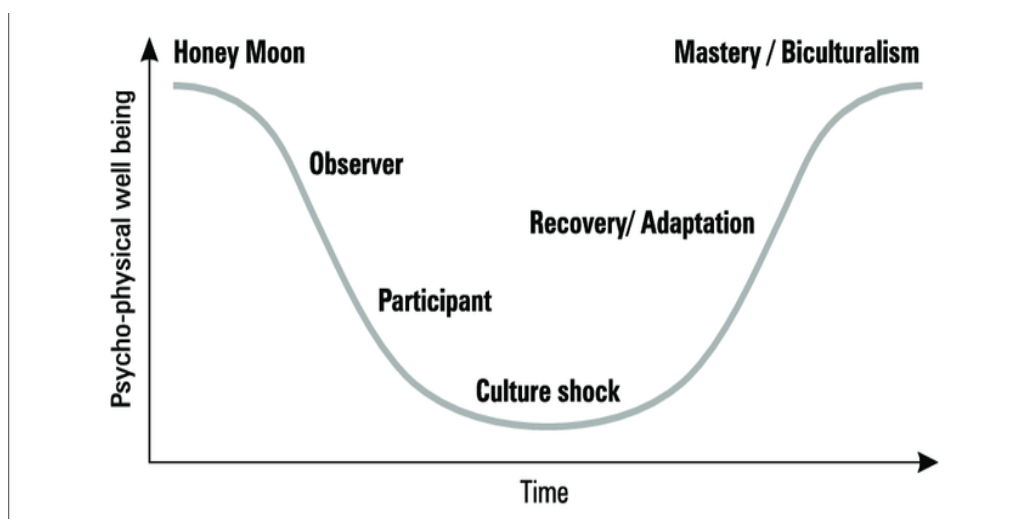 Honey Moon
Mastery / Biculturalism
Psycho-physical well being
Observer
Recovery/ Adaptation
Participant
Culture shock
Time